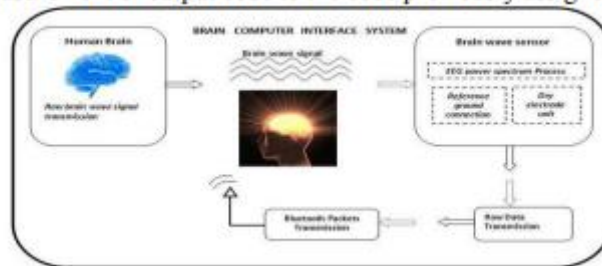 Human Brain
Raw brain wave signal
transmission
BRAIN COMPUTER INTERFACE SYSTEM
Brain wave signal
Brain wave sensor
EEG power spectrum Process
Reference
ground
connection
Dry
electrode
unit
Raw Data
Transmission
Bluetooth Packets
Transmission